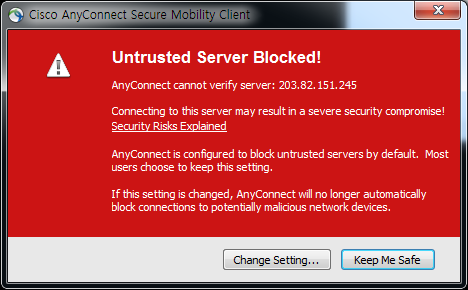 Cisco AnyConnect Secure Mobility Client
Untrusted Server Blocked!
AnyConnect cannot verify server: 203.82.151.245
Connecting to this server may result in a severe security compromise!
Security Risks Explained
AnyConnect is configured to block untrusted servers by default.  Most
users choose to keep this setting.
If this setting is changed, AnyConnect will no longer automatically
block connections to potentially malicious network devices.
Change Setting...
Keep Me Safe